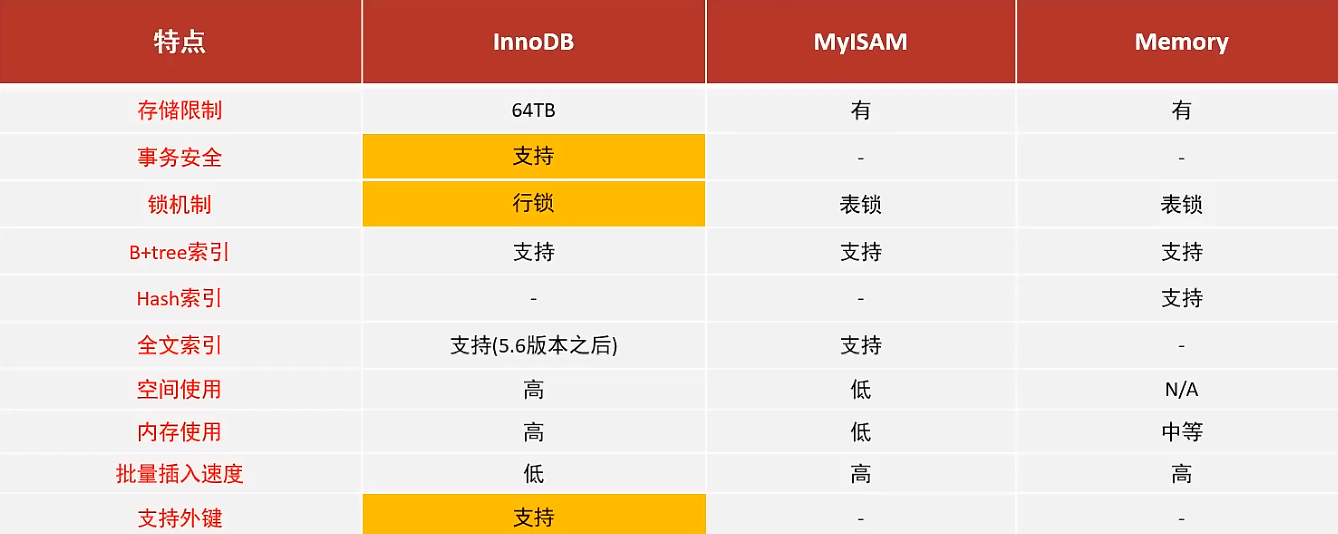 特点 InnoDB MyISAM Memory
存储限制 64TB 有 有
事务安全 支持 - -
锁机制 行锁 表锁 表锁
B+tree索引 支持 支持 支持
Hash索引 - - 支持
全文索引 支持(5.6版本之后) 支持 -
空间使用 高 低 N/A
内存使用 高 低 中等
批量插入速度 低 高 高
支持外键 支持 - -